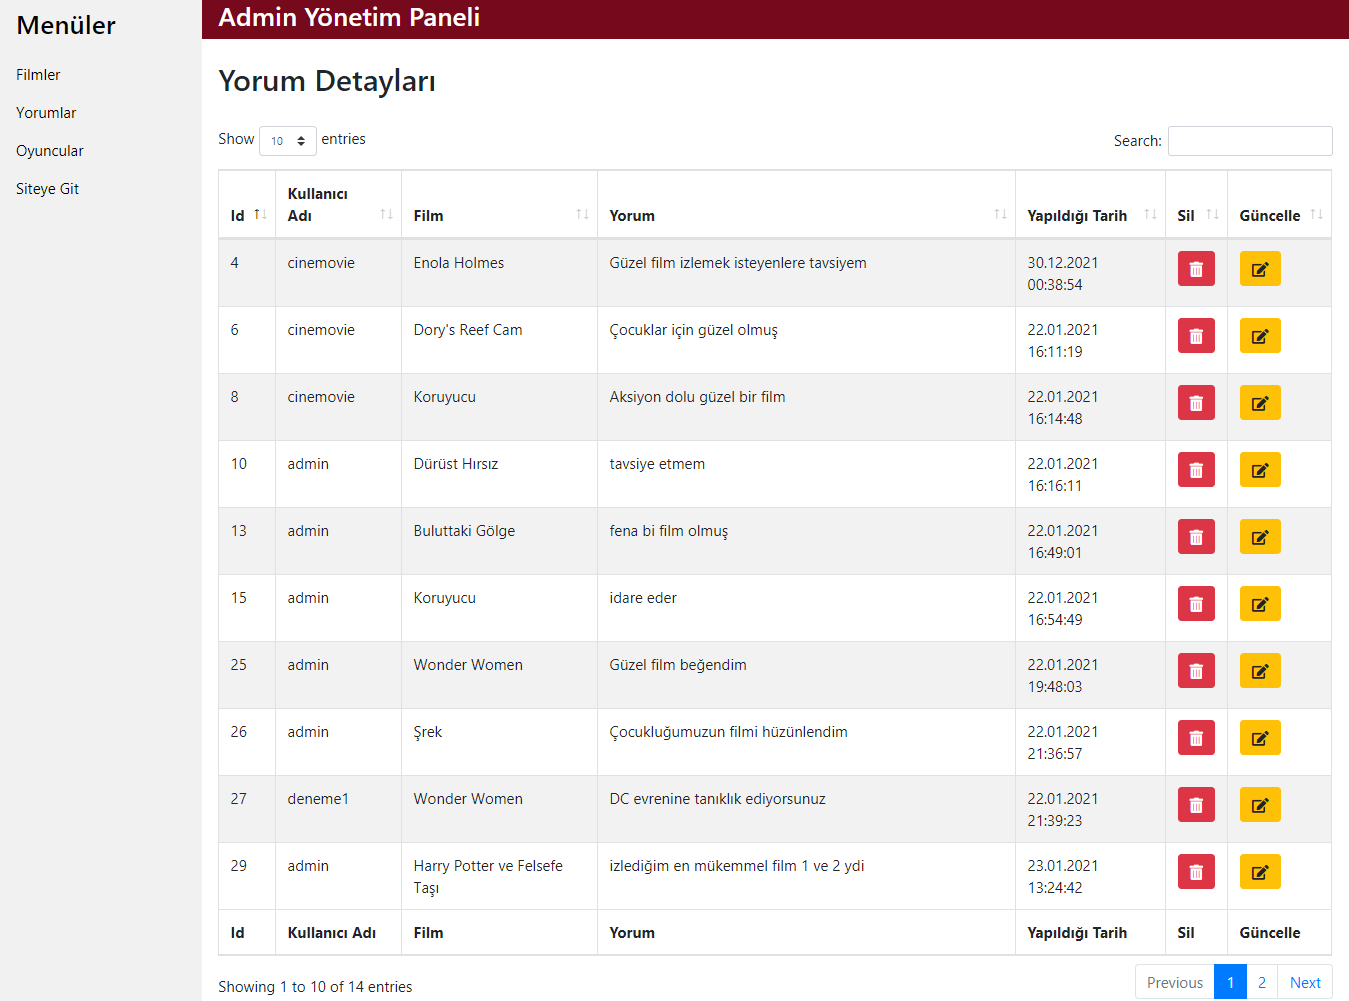 Menüler
Filmler
Yorumlar
Oyuncular
Siteye Git
Admin Yönetim Paneli
Yorum Detayları
Show 10 entries
Search:
Id Kullanıcı Adı Film Yorum Yapıldığı Tarih Sil Güncelle
4 cinemovie Enola Holmes Güzel film izlemek isteyenlere tavsiyem 30.12.2021
00:38:54
6 cinemovie Dory's Reef Cam Çocuklar için güzel olmuş 22.01.2021
16:11:19
8 cinemovie Koruyucu Aksiyon dolu güzel bir film 22.01.2021
16:14:48
10 admin Dürüst Hırsız tavsiye etmem 22.01.2021
16:16:11
13 admin Buluttaki Gölge fena bi film olmuş 22.01.2021
16:49:01
15 admin Koruyucu idare eder 22.01.2021
16:54:49
25 admin Wonder Women Güzel film beğendim 22.01.2021
19:48:03
26 admin Şrek Çocukluğumuzun filmi hüzünlendim 22.01.2021
21:36:57
27 deneme1 Wonder Women DC evrenine tanıklık ediyorsunuz 22.01.2021
21:39:23
29 admin Harry Potter ve Felsefe izlediğim en mükemmel film 1 ve 2 ydi 23.01.2021
Taşı 13:24:42
Id Kullanıcı Adı Film Yorum Yapıldığı Tarih Sil Güncelle
Showing 1 to 10 of 14 entries
Previous 1 2 Next